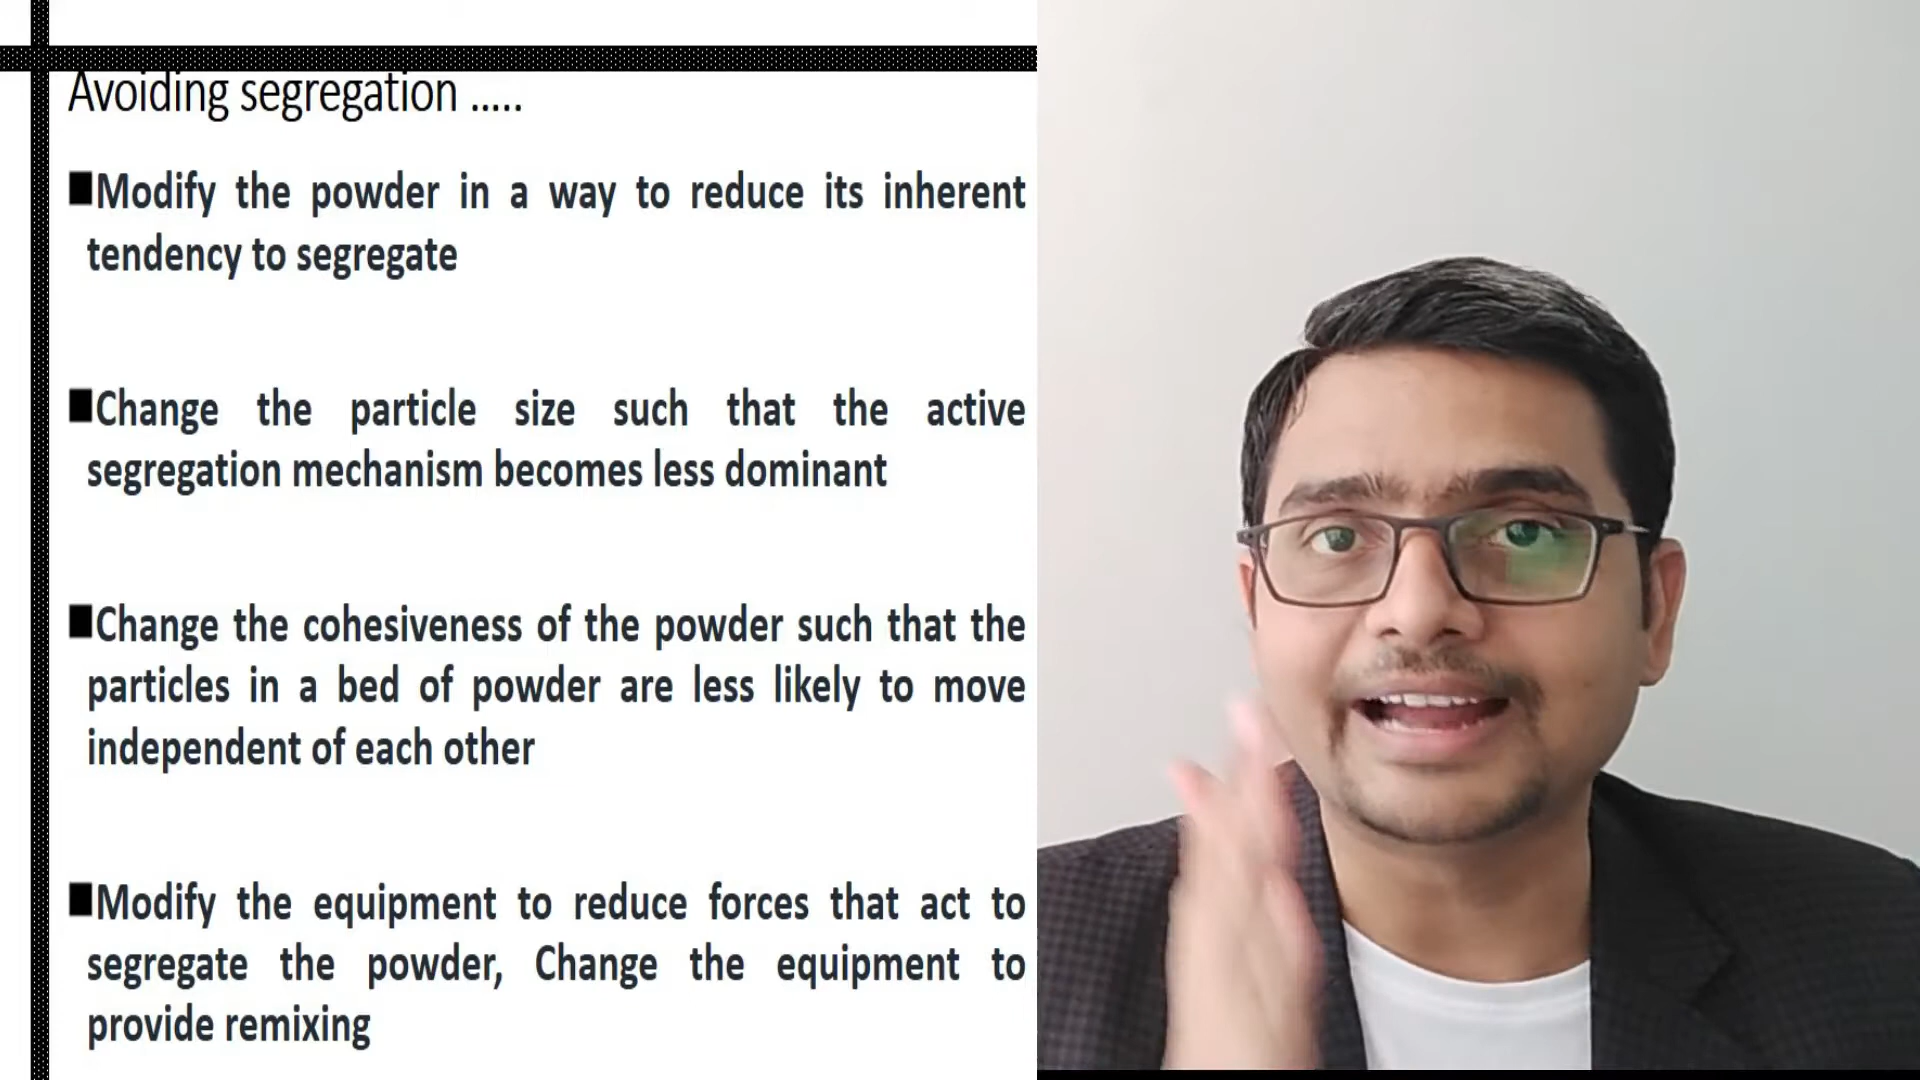 Avoiding segregation .....
Modify the powder in a way to reduce its inherent
tendency to segregate
Change the particle size such that the active
segregation mechanism becomes less dominant
Change the cohesiveness of the powder such that the
particles in a bed of powder are less likely to move
independent of each other
Modify the equipment to reduce forces that act to
segregate the powder, Change the equipment to
provide remixing